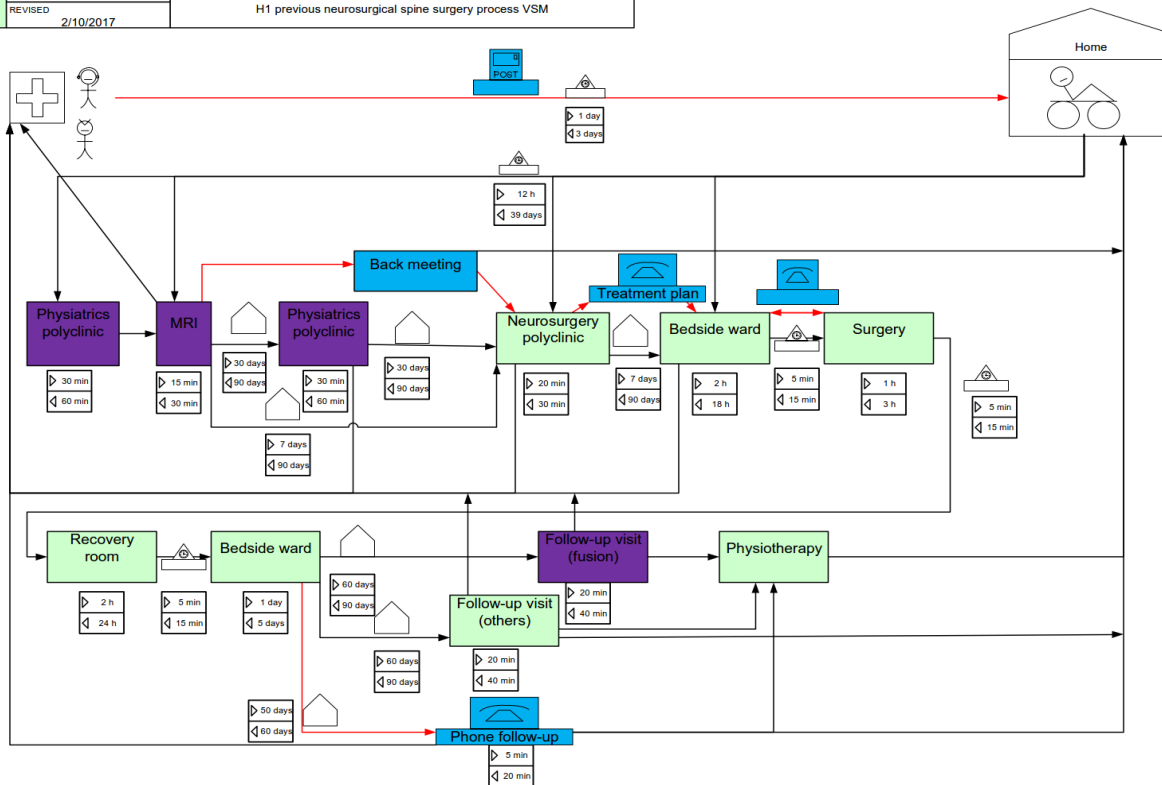 REVISED
2/10/2017
H1 previous neurosurgical spine surgery process VSM
Home
POST
1 day
3 days
12 h
39 days
Back meeting
Treatment plan
Physiatrics
polyclinic
MRI
Physiatrics
polyclinic
Neurosurgery
polyclinic
Bedside ward
Surgery
30 min
60 min
15 min
30 min
30 days
90 days
30 min
60 min
30 days
90 days
20 min
30 min
7 days
90 days
2 h
18 h
5 min
15 min
1 h
3 h
5 min
15 min
7 days
90 days
Recovery
room
Bedside ward
Follow-up visit
(fusion)
Physiotherapy
2 h
24 h
5 min
15 min
1 day
5 days
60 days
90 days
20 min
40 min
Follow-up visit
(others)
60 days
90 days
20 min
40 min
50 days
60 days
Phone follow-up
5 min
20 min